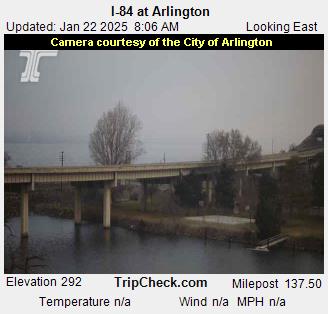 I-84 at Arlington
Updated: Jan 22 2025 8:06 AM Looking East
Camera courtesy of the City of Arlington
Elevation 292 TripCheck.com Milepost 137.50
Temperature n/a Wind n/a MPH n/a